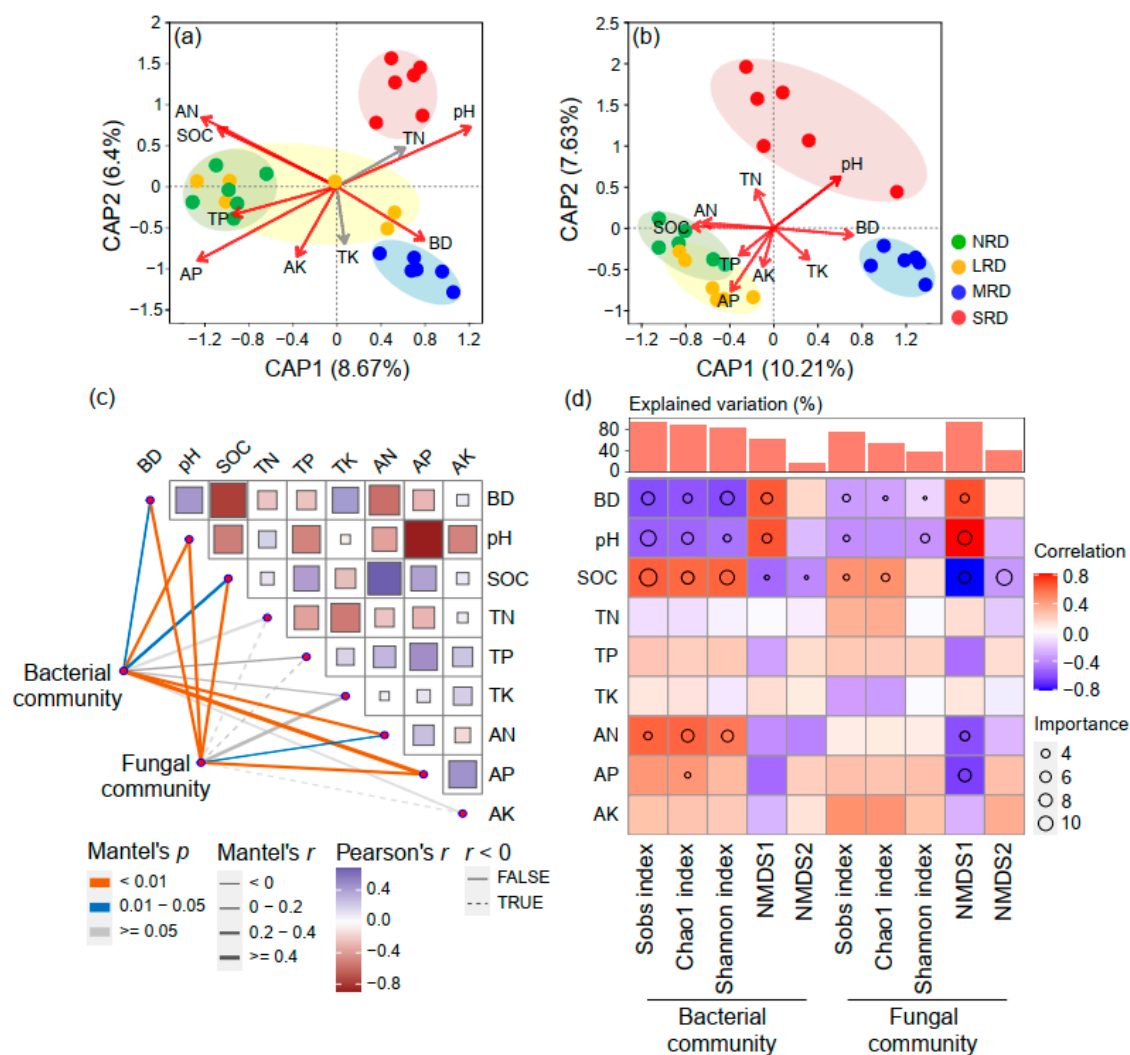 (a)
2
1.5
1
0.5
0
−0.5
−1
−1.5
CAP2 (6.4%)
AN
SOC
TN
pH
TP
AP
AK
TK
BD
−1.2 −0.8 −0.4 0 0.4 0.8 1.2
CAP1 (8.67%)
(b)
2.5
2
1.5
1
0.5
0
−0.5
−1
CAP2 (7.63%)
TN
pH
AN
SOC
BD
TP
AK
TK
AP
−1.2 −0.8 −0.4 0 0.4 0.8 1.2
CAP1 (10.21%)
NRD
LRD
MRD
SRD
(c)
BD pH SOC TN TP TK AN AP AK
BD
pH
SOC
TN
TP
TK
AN
AP
AK
Bacterial
community
Fungal
community
Mantel's p
< 0.01
0.01 − 0.05
>= 0.05
Mantel's r
< 0
0 − 0.2
0.2 − 0.4
>= 0.4
Pearson's r
0.4
0.0
−0.4
−0.8
r < 0
FALSE
TRUE
(d)
Explained variation (%)
80
40
0
BD
pH
SOC
TN
TP
TK
AN
AP
AK
Sobs index
Chao1 index
Shannon index
NMDS1
NMDS2
Sobs index
Chao1 index
Shannon index
NMDS1
NMDS2
Bacterial
community
Fungal
community
Correlation
0.8
0.4
0.0
−0.4
−0.8
Importance
4
6
8
10